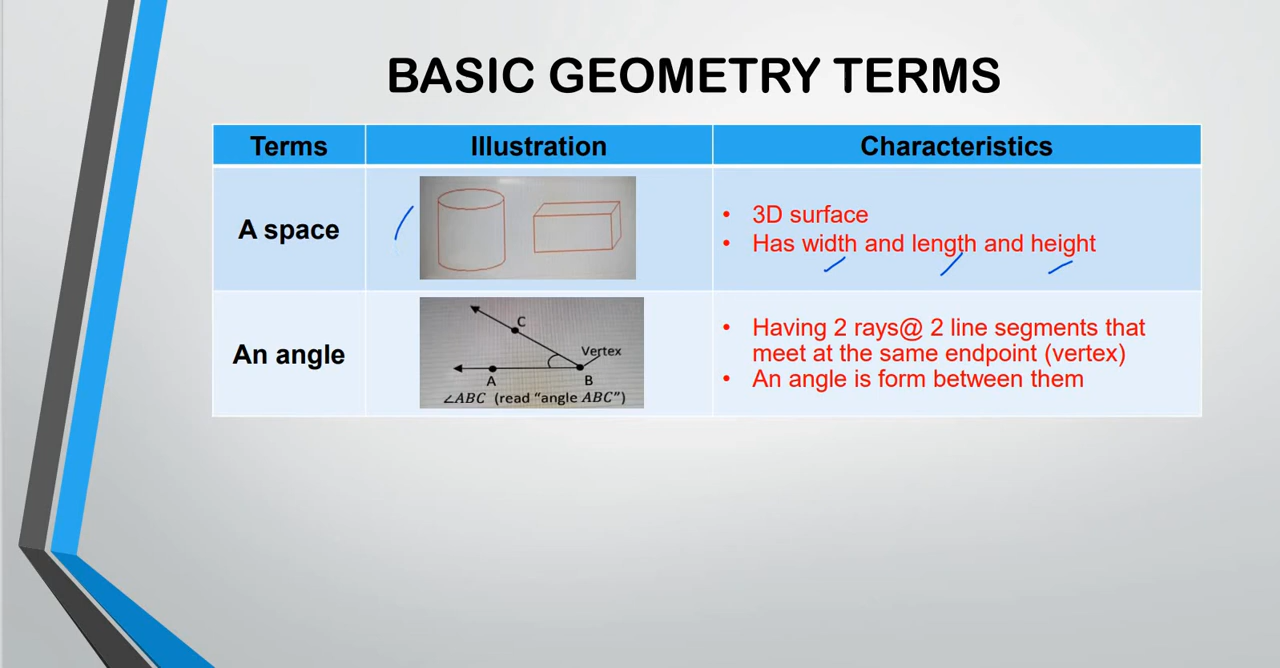 BASIC GEOMETRY TERMS
Terms Illustration Characteristics
A space
• 3D surface
• Has width and length and height
An angle
C
Vertex
A B
∠ABC (read “angle ABC”)
• Having 2 rays@ 2 line segments that
meet at the same endpoint (vertex)
• An angle is form between them